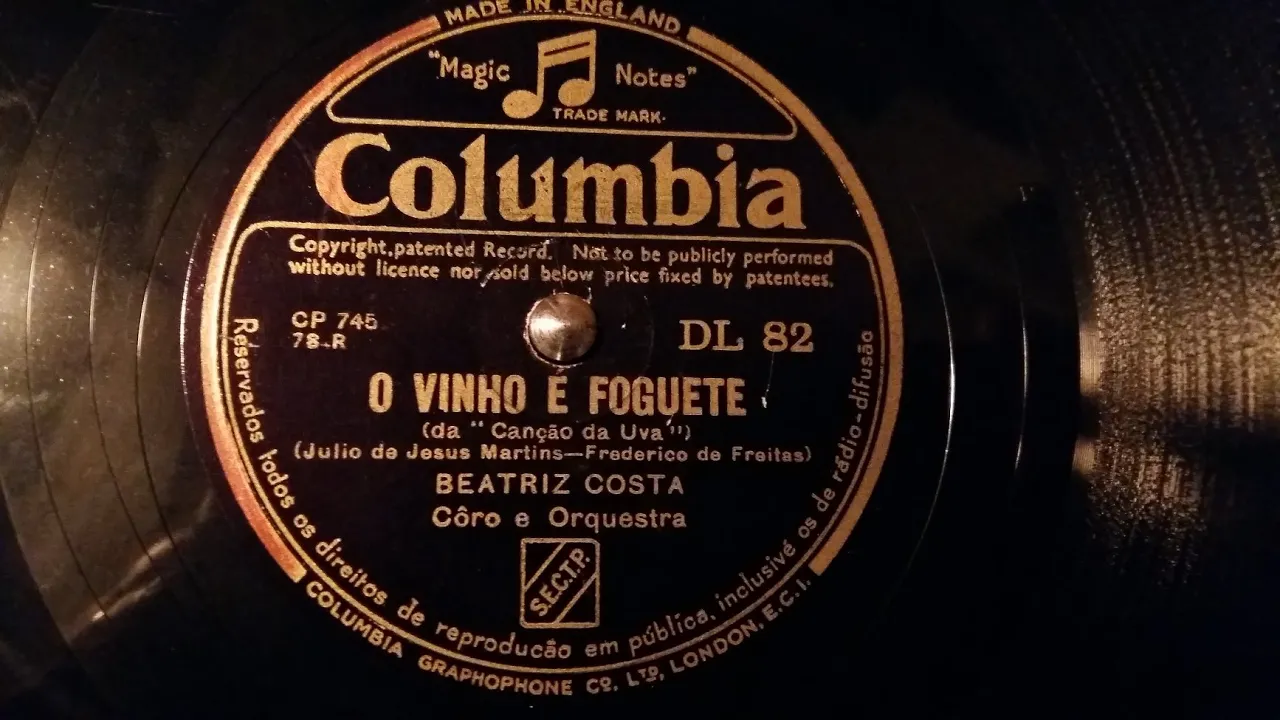 MADE IN ENGLAND
"Magic Notes"
TRADE MARK.
Columbia
Copyright, patented Record. Not to be publicly performed
without licence nor sold below price fixed by patentees.
CP 745
78-R
DL 82
O VINHO É FOGUETE
(da "Canção da Uva")
(Julio de Jesus Martins—Frederico de Freitas)
BEATRIZ COSTA
Côro e Orquestra
S.E.C.T.P.
Reservados todos os direitos de reproducão em pública, inclusivé os de rádio-difusão
COLUMBIA GRAPHOPHONE Co. LTD, LONDON, E.C.1.